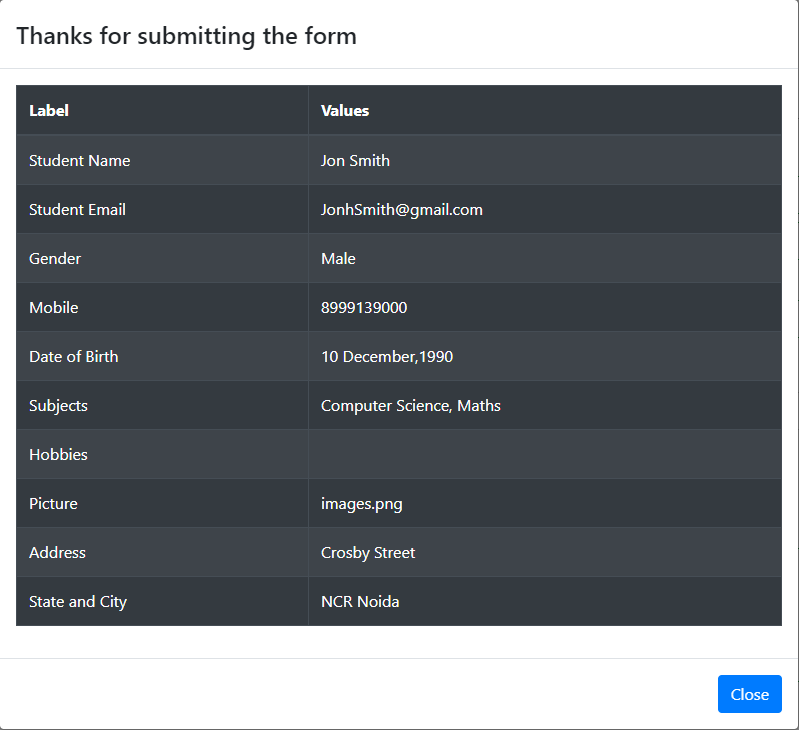 Thanks for submitting the form
Label Values
Student Name Jon Smith
Student Email JonhSmith@gmail.com
Gender Male
Mobile 8999139000
Date of Birth 10 December,1990
Subjects Computer Science, Maths
Hobbies
Picture images.png
Address Crosby Street
State and City NCR Noida
Close